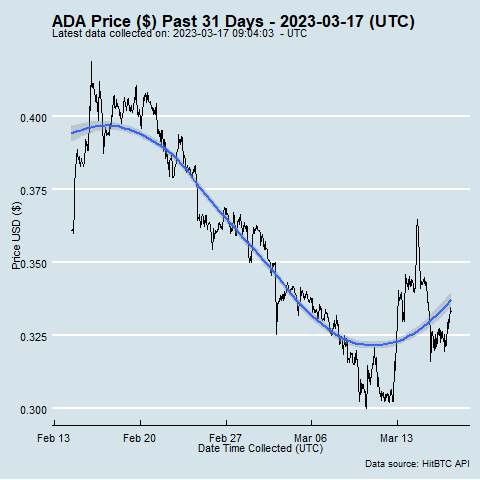 ADA Price ($) Past 31 Days - 2023-03-17 (UTC)
Latest data collected on: 2023-03-17 09:04:03  - UTC
0.400
0.375
0.350
0.325
0.300
Price USD ($)
Feb 13
Feb 20
Feb 27
Mar 06
Mar 13
Date Time Collected (UTC)
Data source: HitBTC API